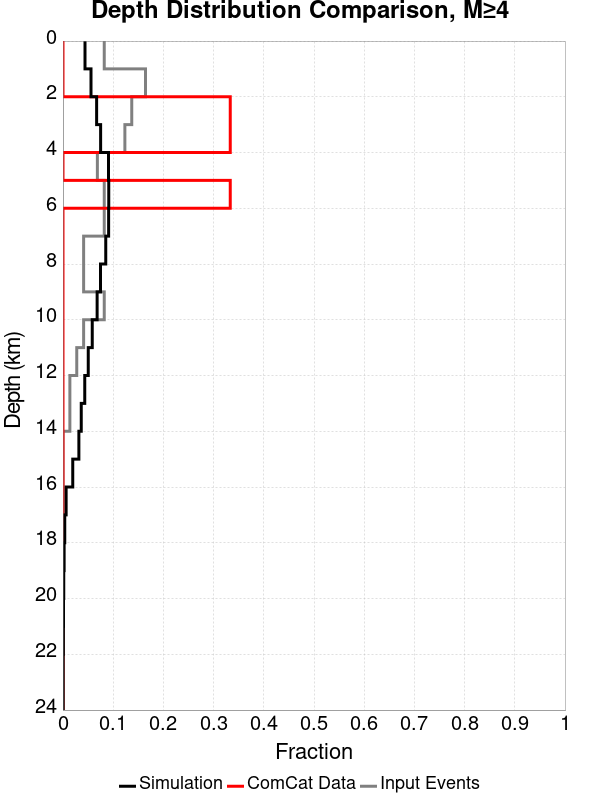 Depth Distribution Comparison, M≥4
0
2
4
6
8
10
12
14
16
18
20
22
24
Depth (km)
0 0.1 0.2 0.3 0.4 0.5 0.6 0.7 0.8 0.9 1
Fraction
Simulation ComCat Data Input Events